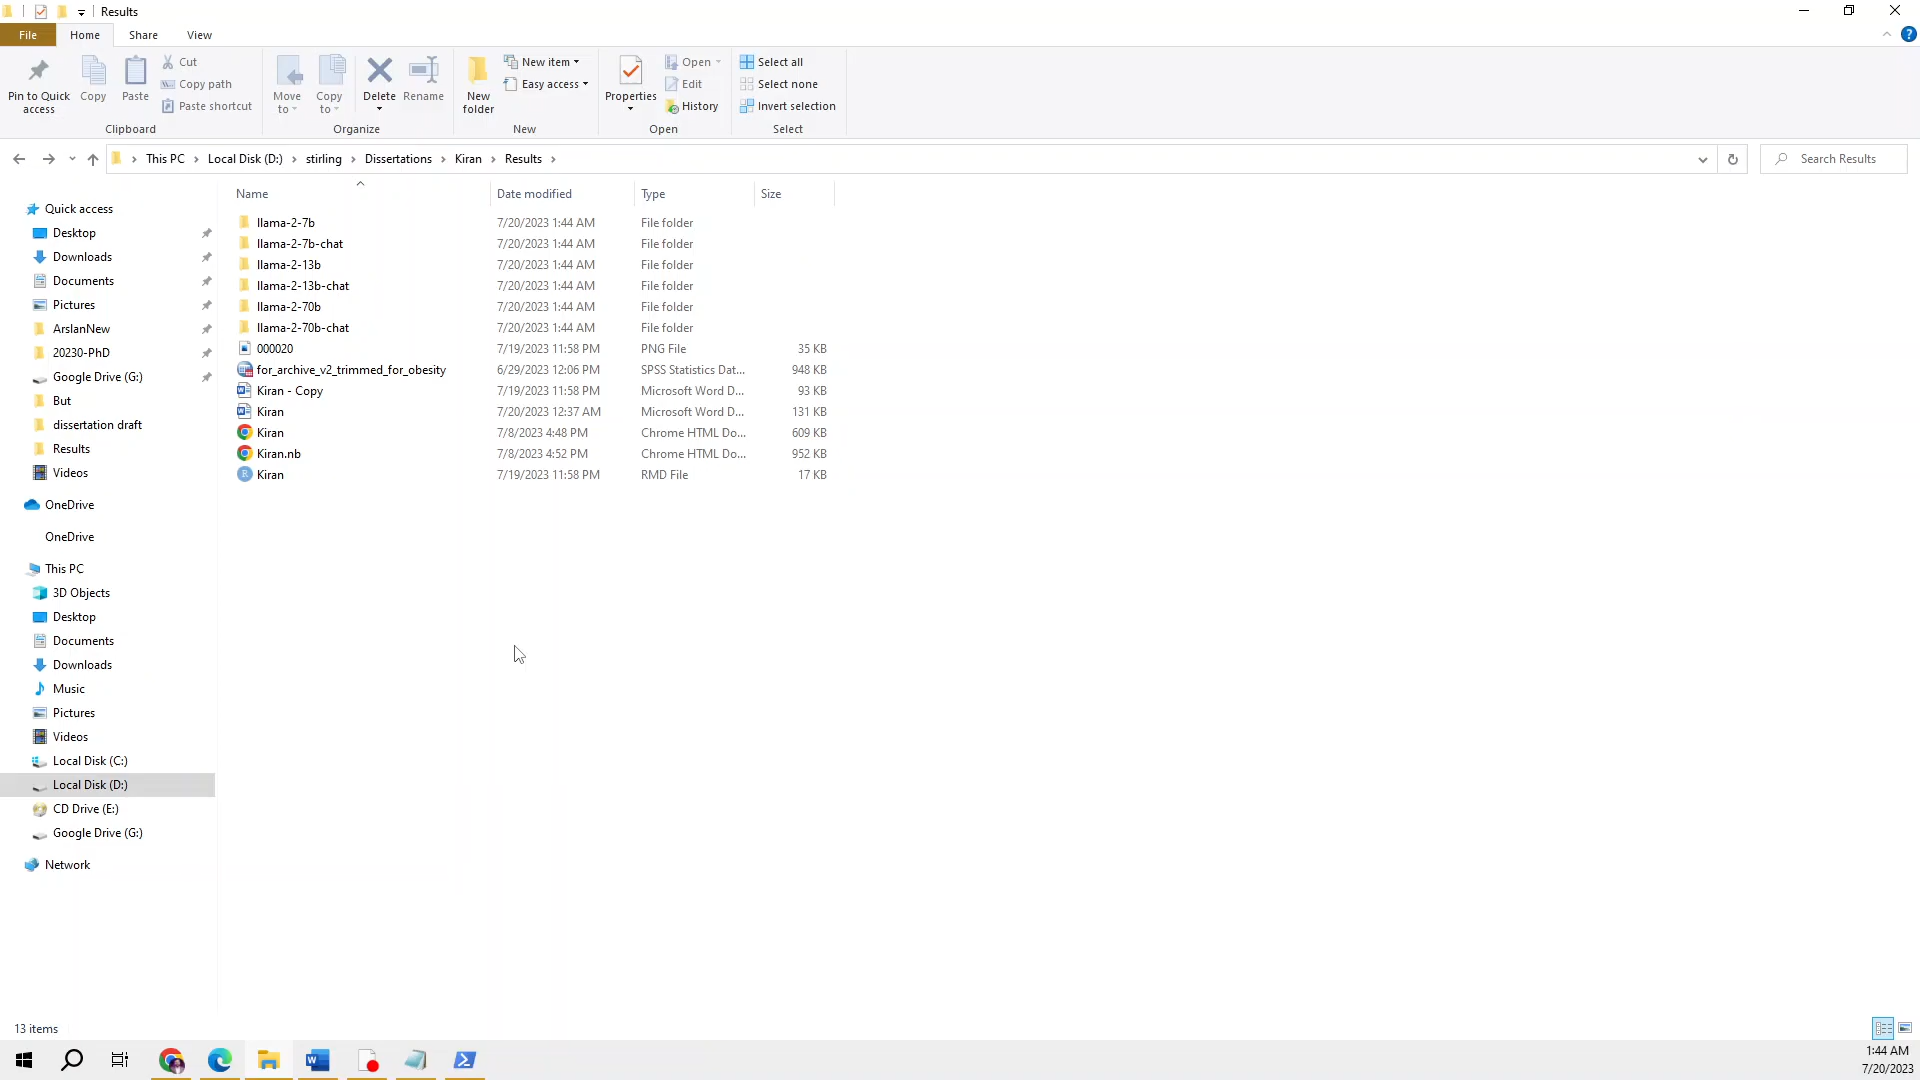 Results
File
Home
Share
View
Pin to Quick access
Copy
Paste
Cut
Copy path
Paste shortcut
Clipboard
Move to
Copy to
Delete
Rename
Organize
New folder
New item
Easy access
New
Properties
Open
Edit
History
Open
Select all
Select none
Invert selection
Select
This PC
Local Disk (D:)
stirling
Dissertations
Kiran
Results
Search Results
Name
Date modified
Type
Size
llama-2-7b 7/20/2023 1:44 AM File folder
llama-2-7b-chat 7/20/2023 1:44 AM File folder
llama-2-13b 7/20/2023 1:44 AM File folder
llama-2-13b-chat 7/20/2023 1:44 AM File folder
llama-2-70b 7/20/2023 1:44 AM File folder
llama-2-70b-chat 7/20/2023 1:44 AM File folder
000020 7/19/2023 11:58 PM PNG File 35 KB
for_archive_v2_trimmed_for_obesity 6/29/2023 12:06 PM SPSS Statistics Dat... 948 KB
Kiran - Copy 7/19/2023 11:58 PM Microsoft Word D... 93 KB
Kiran 7/20/2023 12:37 AM Microsoft Word D... 131 KB
Kiran 7/8/2023 4:48 PM Chrome HTML Do... 609 KB
Kiran.nb 7/8/2023 4:52 PM Chrome HTML Do... 952 KB
Kiran 7/19/2023 11:58 PM RMD File 17 KB
Quick access
Desktop
Downloads
Documents
Pictures
ArslanNew
20230-PhD
Google Drive (G:)
But
dissertation draft
Results
Videos
OneDrive
OneDrive
This PC
3D Objects
Desktop
Documents
Downloads
Music
Pictures
Videos
Local Disk (C:)
Local Disk (D:)
CD Drive (E:)
Google Drive (G:)
Network
13 items
1:44 AM
7/20/2023